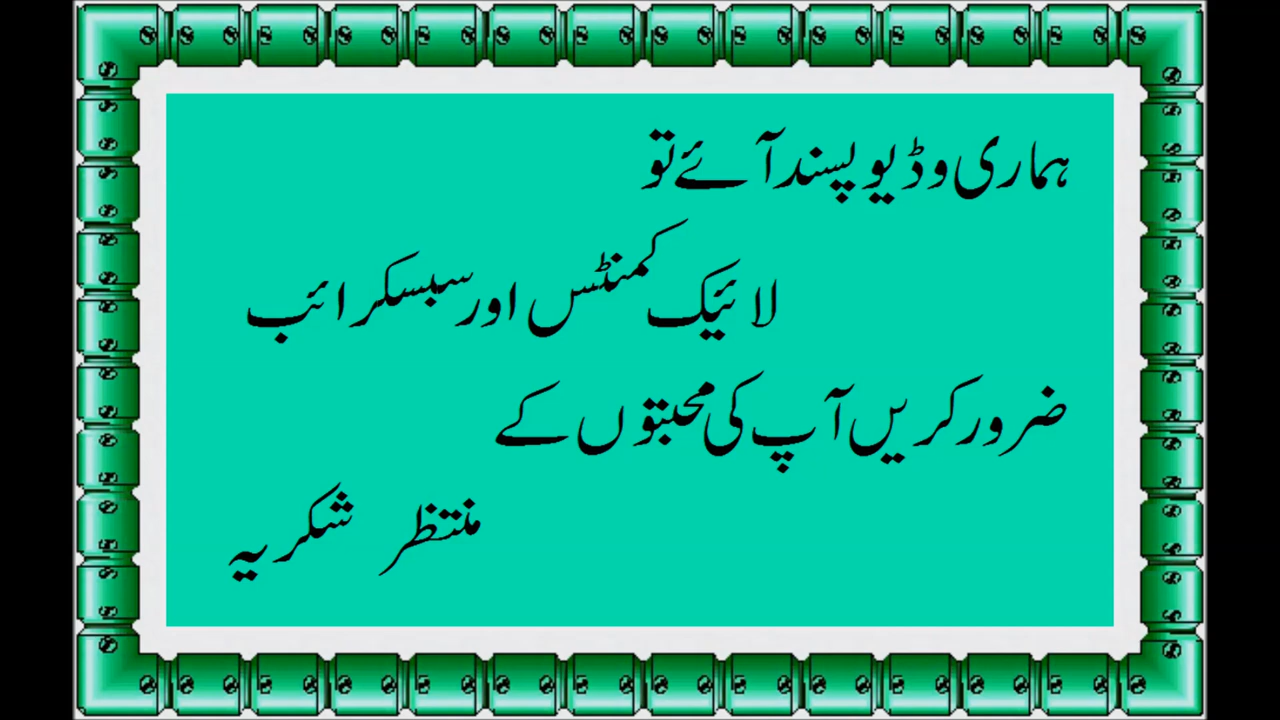 ہماری وڈیو پسند آئے تو
لائیک کمنٹس اور سبسکرائب
ضرور کریں آپ کی محبتوں کے
منتظر شکریہ